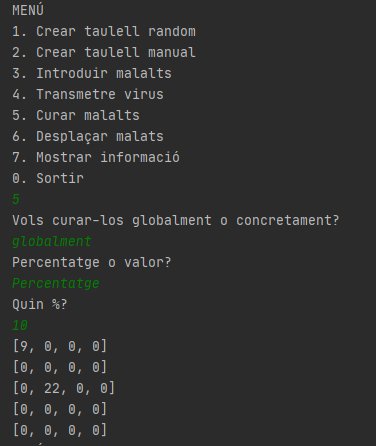 MENÚ
1. Crear taulell random
2. Crear taulell manual
3. Introduir malalts
4. Transmetre virus
5. Curar malalts
6. Desplaçar malats
7. Mostrar informació
0. Sortir
5
Vols curar-los globalment o concretament?
globalment
Percentatge o valor?
Percentatge
Quin %?
10
[9, 0, 0, 0]
[0, 0, 0, 0]
[0, 22, 0, 0]
[0, 0, 0, 0]
[0, 0, 0, 0]